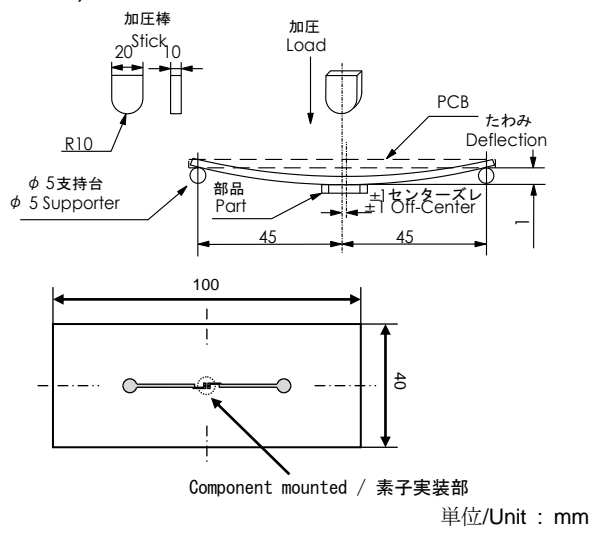 加圧棒
Stick
20
10
R10
加圧
Load
PCB
たわみ
Deflection
φ 5支持台
φ 5 Supporter
部品
Part
±1センターズレ
±1 Off-Center
45
45
1
100
40
Component mounted / 素子実装部
単位/Unit : mm